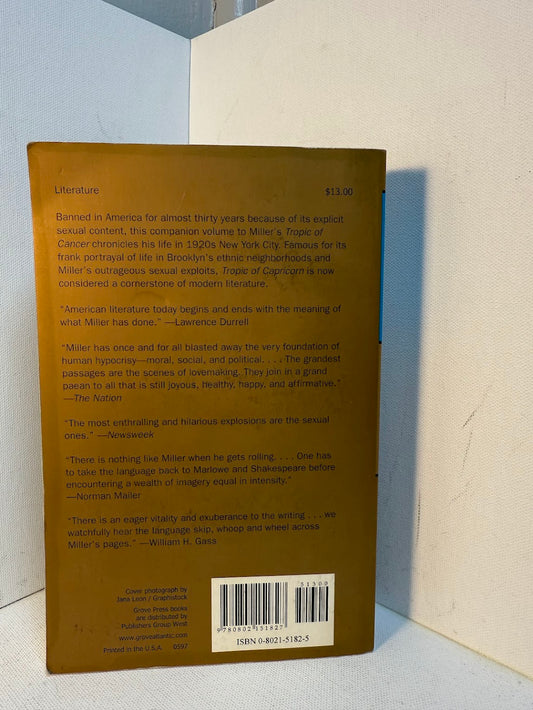 Literature
$13.00
Banned in America for almost thirty years because of its explicit
sexual content, this companion volume to Miller's Tropic of
Cancer chronicles his life in 1920s New York City. Famous for its
frank portrayal of life in Brooklyn's ethnic neighborhoods and
Miller's outrageous sexual exploits, Tropic of Capricorn is now
considered a cornerstone of modern literature.
"American literature today begins and ends with the meaning of
what Miller has done." —Lawrence Durrell
"Miller has once and for all blasted away the very foundation of
human hypocrisy—moral, social, and political. . . . The grandest
passages are the scenes of lovemaking. They join in a grand
paean to all that is still joyous, healthy, happy, and affirmative."
—The Nation
"The most enthralling and hilarious explosions are the sexual
ones." —Newsweek
"There is nothing like Miller when he gets rolling. . . . One has
to take the language back to Marlowe and Shakespeare before
encountering a wealth of imagery equal in intensity."
—Norman Mailer
"There is an eager vitality and exuberance to the writing . . . we
watchfully hear the language skip, whoop and wheel across
Miller's pages." —William H. Gass
Cover photograph by
Jana Leon / Graphistock
Grove Press books
are distributed by
Publishers Group West
www.groveatlantic.com
Printed in the U.S.A. 0597
51300
9 780802 151827
ISBN 0-8021-5182-5